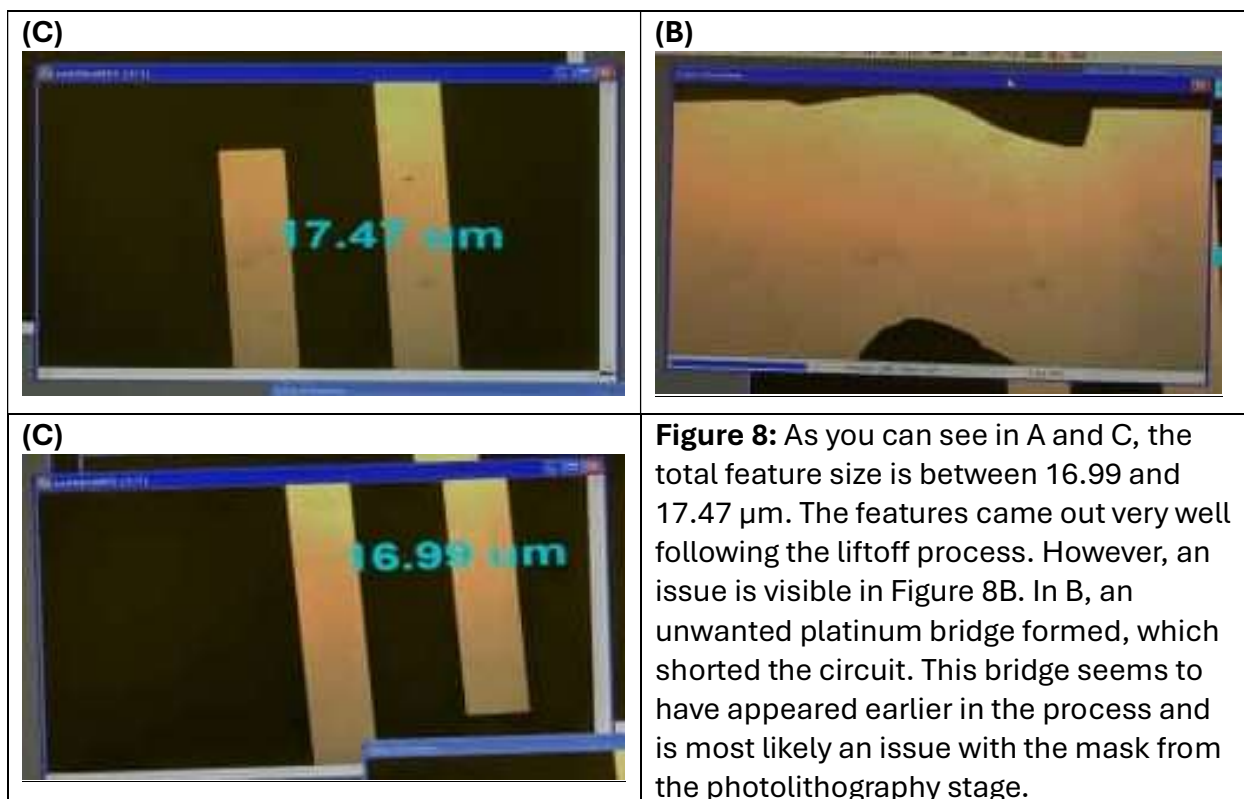 (C)
17.47 um
(B)
(C)
16.99 um
Figure 8: As you can see in A and C, the
total feature size is between 16.99 and
17.47 µm. The features came out very well
following the liftoff process. However, an
issue is visible in Figure 8B. In B, an
unwanted platinum bridge formed, which
shorted the circuit. This bridge seems to
have appeared earlier in the process and
is most likely an issue with the mask from
the photolithography stage.